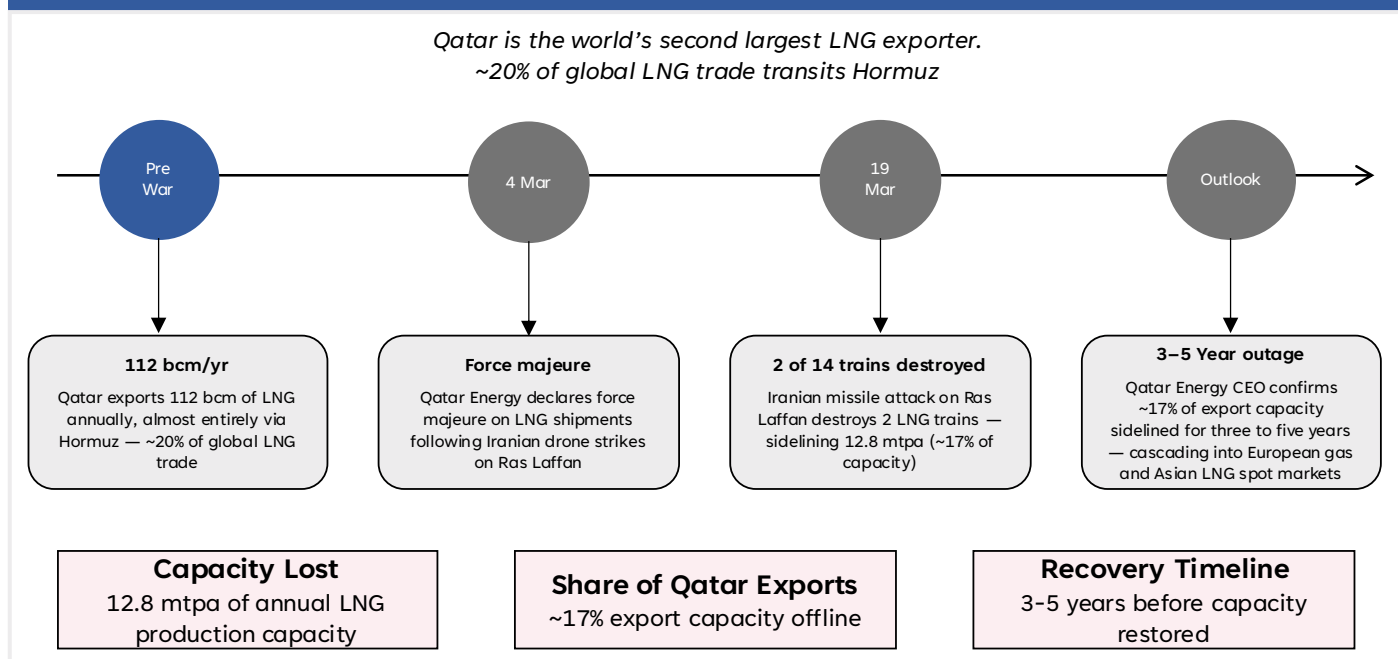 Qatar is the world’s second largest LNG exporter.
~20% of global LNG trade transits Hormuz
Pre
War
4 Mar
19
Mar
Outlook
112 bcm/yr
Qatar exports 112 bcm of LNG
annually, almost entirely via
Hormuz — ~20% of global LNG
trade
Force majeure
Qatar Energy declares force
majeure on LNG shipments
following Iranian drone strikes
on Ras Laffan
2 of 14 trains destroyed
Iranian missile attack on Ras
Laffan destroys 2 LNG trains —
sidelining 12.8 mtpa (~17% of
capacity)
3–5 Year outage
Qatar Energy CEO confirms
~17% of export capacity
sidelined for three to five years
— cascading into European gas
and Asian LNG spot markets
Capacity Lost
12.8 mtpa of annual LNG
production capacity
Share of Qatar Exports
~17% export capacity offline
Recovery Timeline
3-5 years before capacity
restored